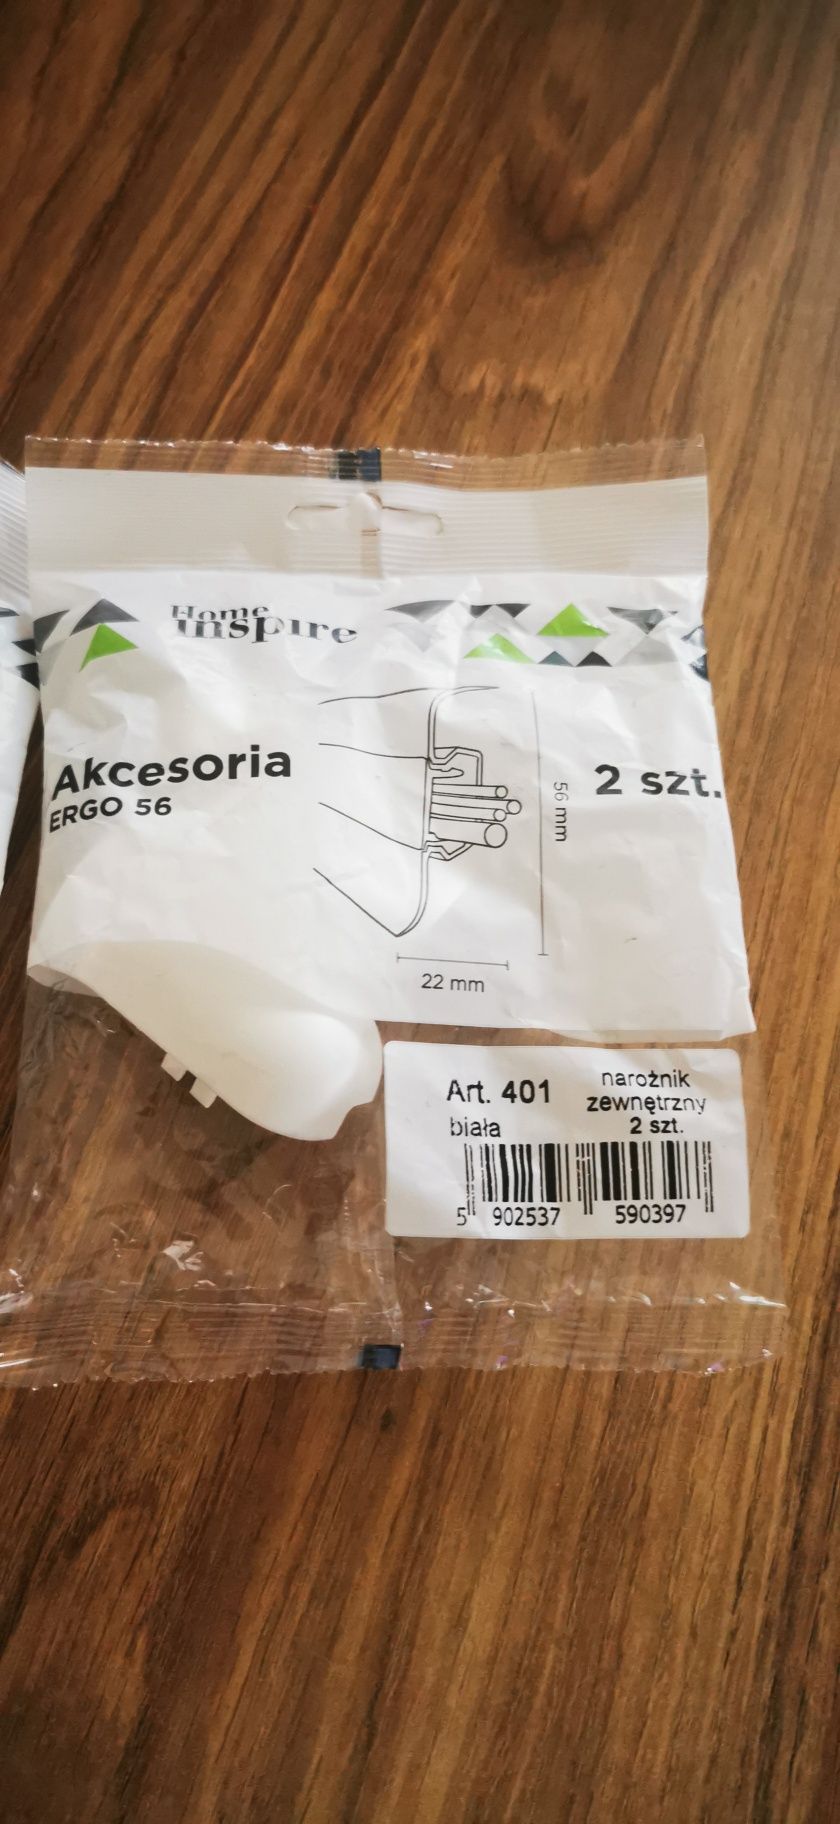 Home
inspire
Akcesoria
ERGO 56
2 szt.
56 mm
22 mm
Art. 401
narożnik
zewnętrzny
biała
2 szt.
5 902537 590397